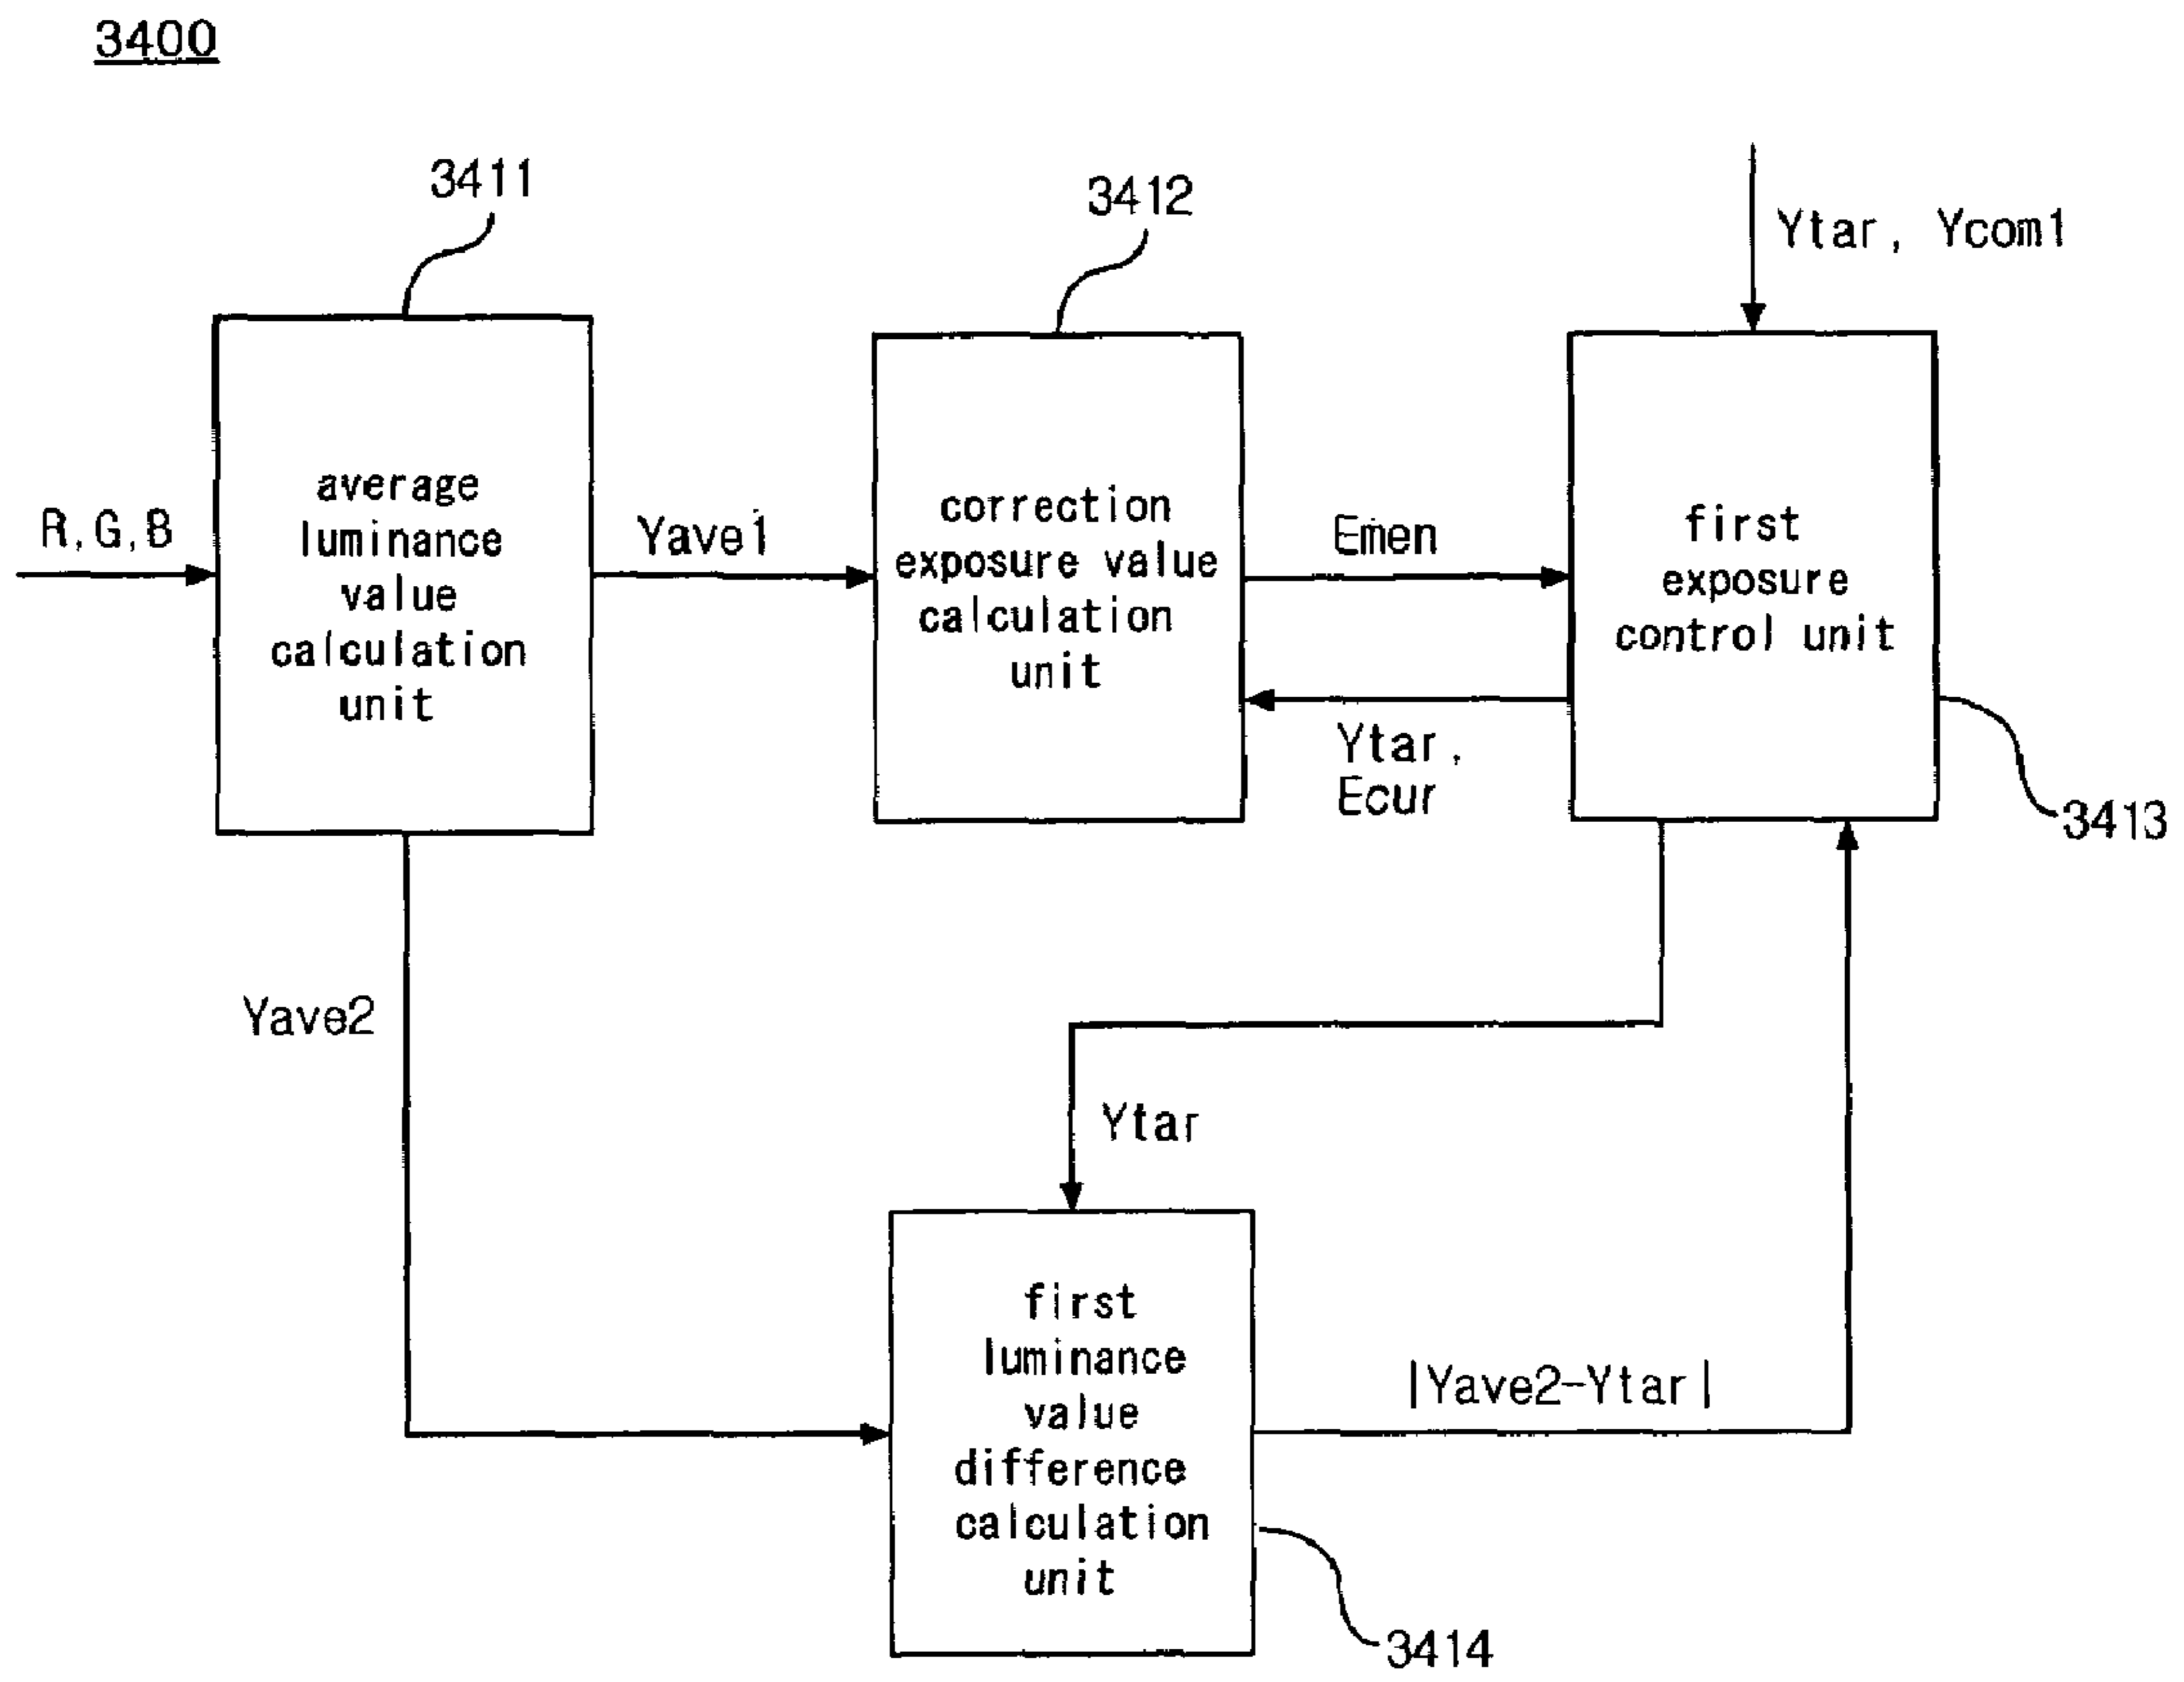 3400
3411
3412
Ytar, Ycom1
R,G,B
average
luminance
value
calculation
unit
Yave1
correction
exposure value
calculation
unit
Emen
Ytar,
Ecur
first
exposure
control unit
3413
Yave2
Ytar
first
luminance
value
difference
calculation
unit
|Yave2-Ytar|
3414